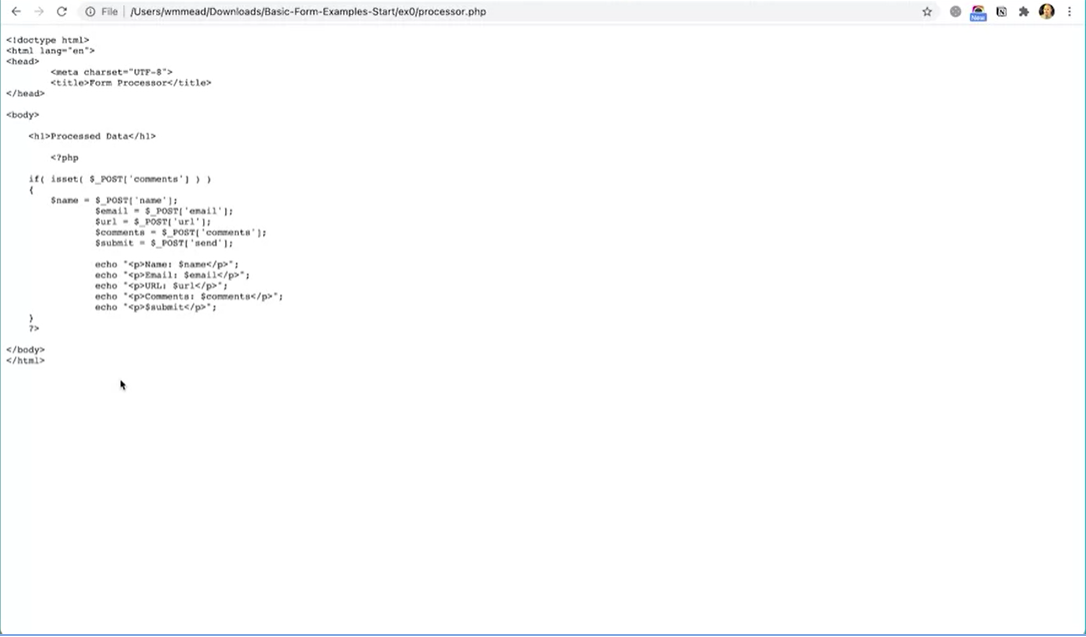 File /Users/wmmead/Downloads/Basic-Form-Examples-Start/ex0/processor.php
New
<!doctype html>
<html lang="en">
<head>
<meta charset="UTF-8">
<title>Form Processor</title>
</head>
<body>
<h1>Processed Data</h1>
<?php
if( isset( $_POST['comments'] ) )
{
$name = $_POST['name'];
$email = $_POST['email'];
$url = $_POST['url'];
$comments = $_POST['comments'];
$submit = $_POST['send'];
echo "<p>Name: $name</p>";
echo "<p>Email: $email</p>";
echo "<p>URL: $url</p>";
echo "<p>Comments: $comments</p>";
echo "<p>$submit</p>";
}
?>
</body>
</html>